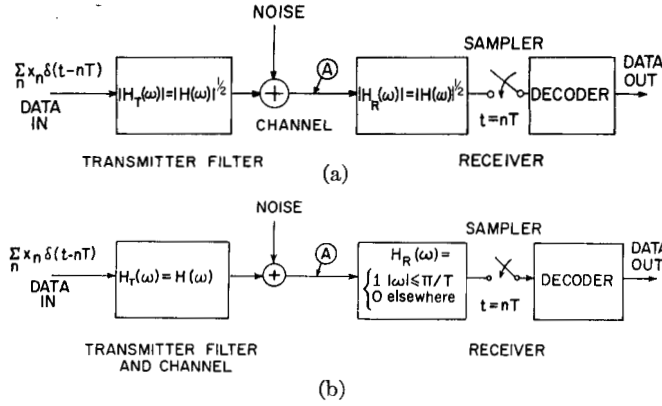 NOISE
SAMPLER
Σ xₙ δ(t-nT)
n
DATA
IN
|H_T(ω)|=|H(ω)|^½
+
A
CHANNEL
|H_R(ω)|=|H(ω)|^½
t=nT
DECODER
DATA
OUT
TRANSMITTER FILTER
RECEIVER
(a)
NOISE
SAMPLER
Σ xₙ δ(t-nT)
n
DATA
IN
H_T(ω) = H(ω)
+
A
H_R(ω) =
{ 1 |ω|≤π/T
0 elsewhere
t=nT
DECODER
DATA
OUT
TRANSMITTER FILTER
AND CHANNEL
RECEIVER
(b)